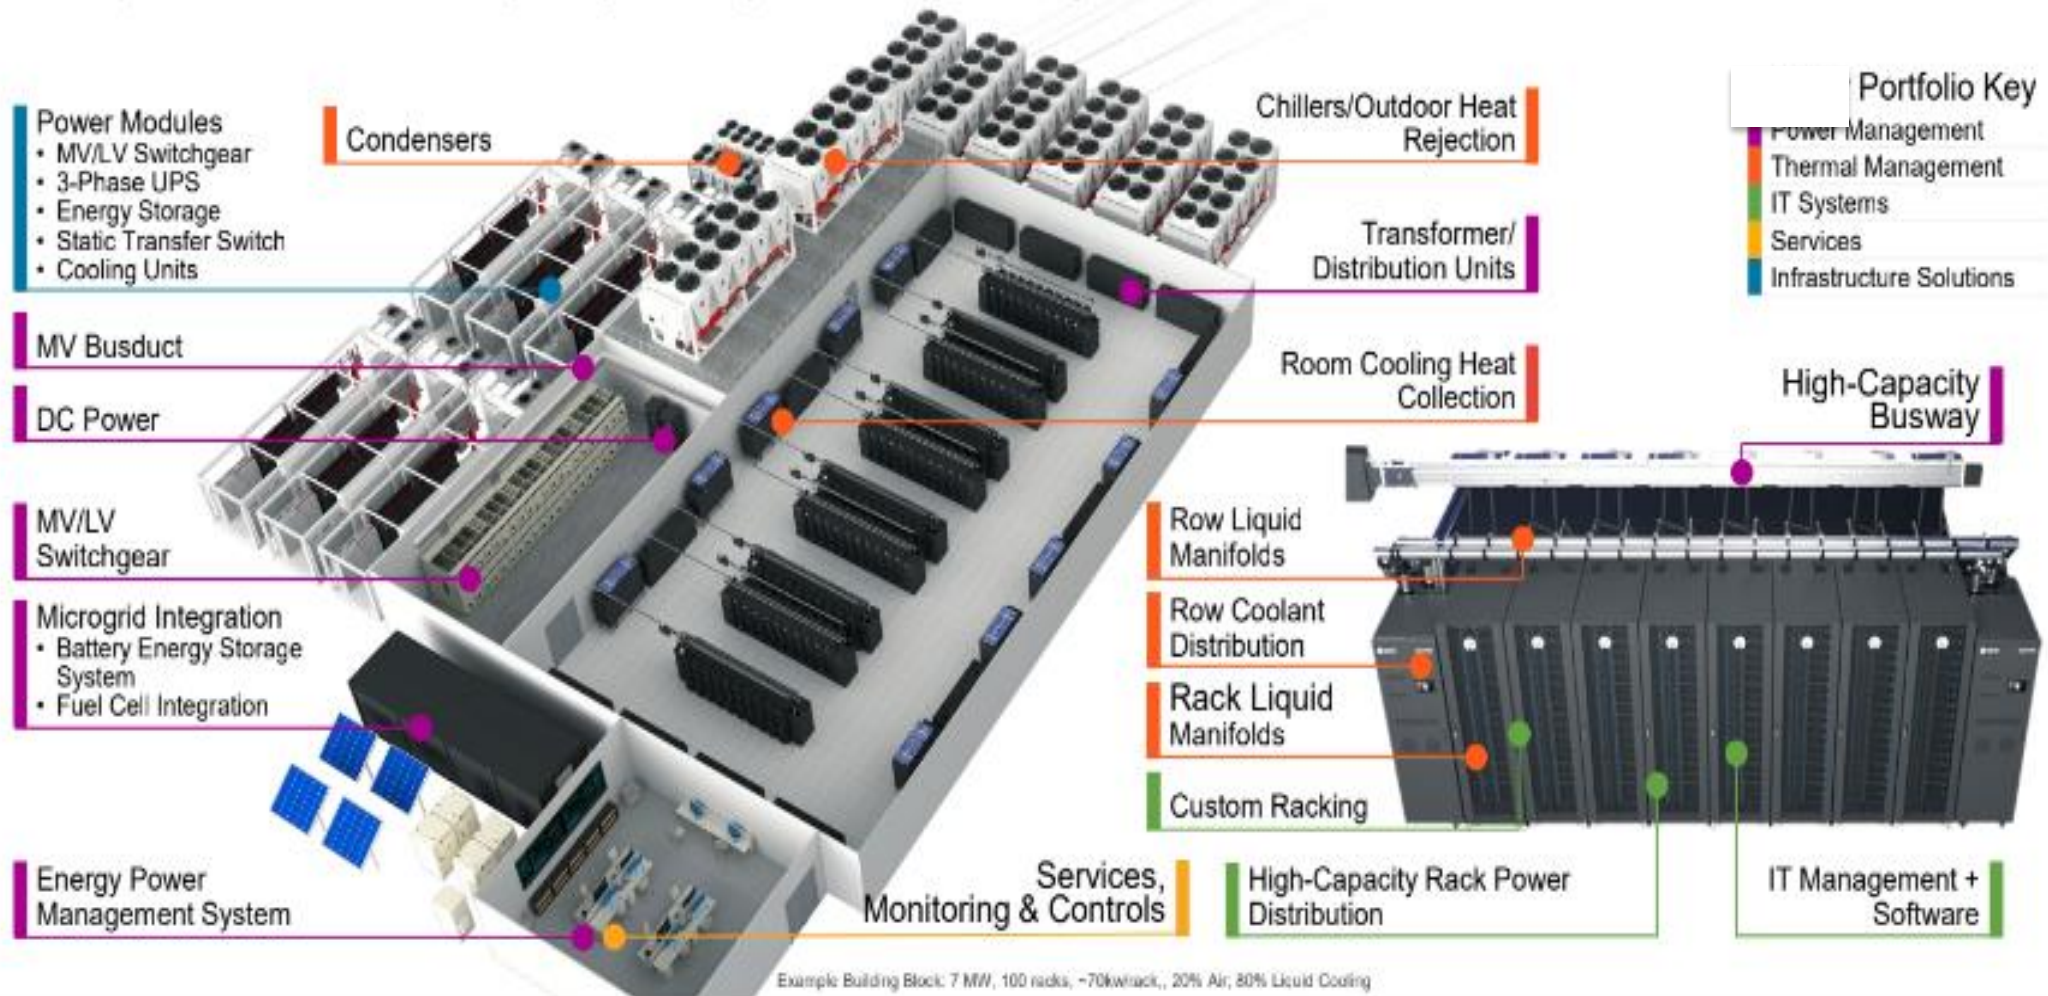 Power Modules
• MV/LV Switchgear
• 3-Phase UPS
• Energy Storage
• Static Transfer Switch
• Cooling Units
Condensers
MV Busduct
DC Power
MV/LV
Switchgear
Microgrid Integration
• Battery Energy Storage
System
• Fuel Cell Integration
Energy Power
Management System
Chillers/Outdoor Heat
Rejection
Transformer/
Distribution Units
Room Cooling Heat
Collection
Portfolio Key
Power Management
Thermal Management
IT Systems
Services
Infrastructure Solutions
High-Capacity
Busway
Row Liquid
Manifolds
Row Coolant
Distribution
Rack Liquid
Manifolds
Custom Racking
Services,
Monitoring & Controls
High-Capacity Rack Power
Distribution
IT Management +
Software
Example Building Block: 7 MW, 100 racks, ~70kw/rack,, 20% Air; 80% Liquid Cooling